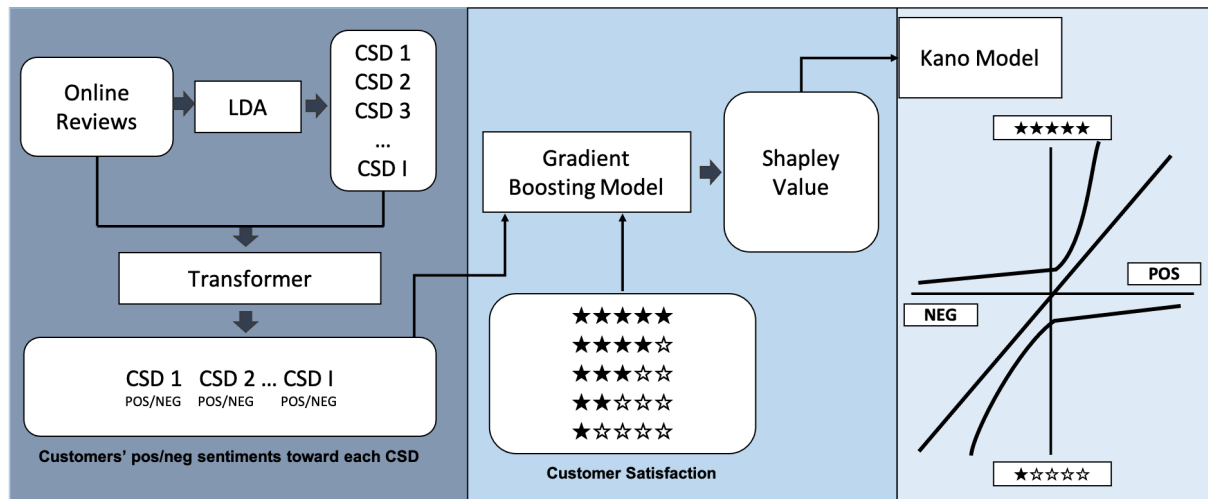 Online
Reviews
LDA
CSD 1
CSD 2
CSD 3
...
CSD I
Transformer
CSD 1 CSD 2 ... CSD I
POS/NEG POS/NEG POS/NEG
Customers' pos/neg sentiments toward each CSD
Gradient
Boosting Model
Shapley
Value
★★★★★
★★★★☆
★★★☆☆
★★☆☆☆
★☆☆☆☆
Customer Satisfaction
Kano Model
★★★★★
POS
NEG
★☆☆☆☆